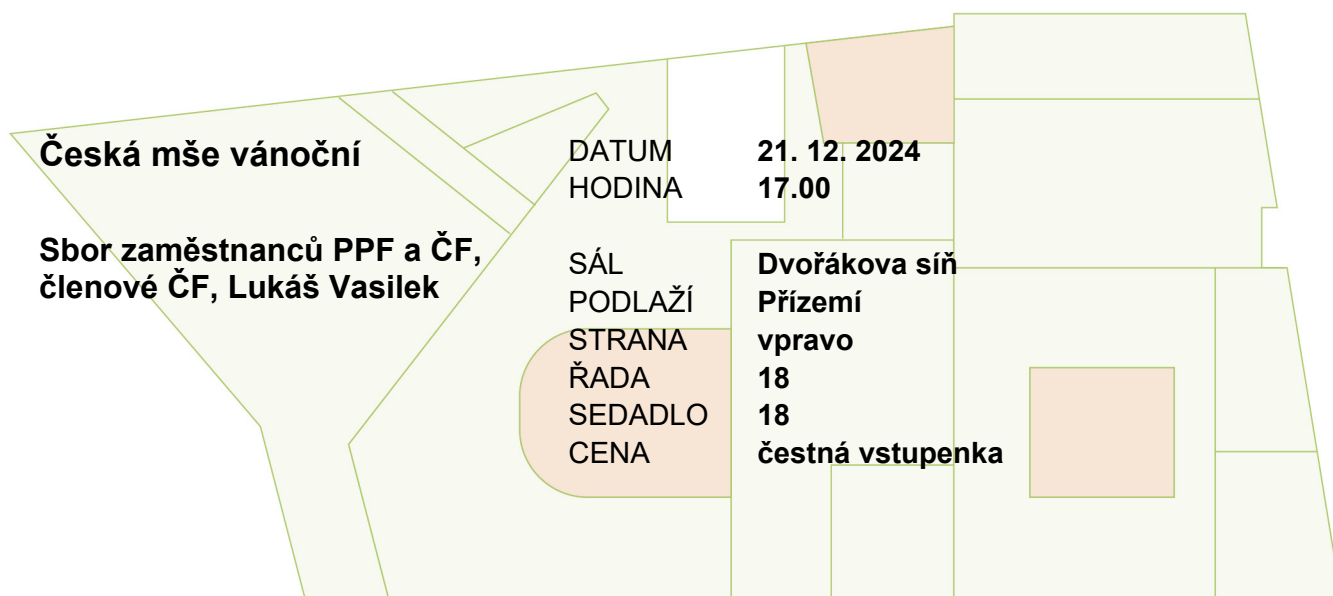 Česká mše vánoční
Sbor zaměstnanců PPF a ČF,
členové ČF, Lukáš Vasilek
DATUM 21. 12. 2024
HODINA 17.00
SÁL Dvořákova síň
PODLAŽÍ Přízemí
STRANA vpravo
ŘADA 18
SEDADLO 18
CENA čestná vstupenka